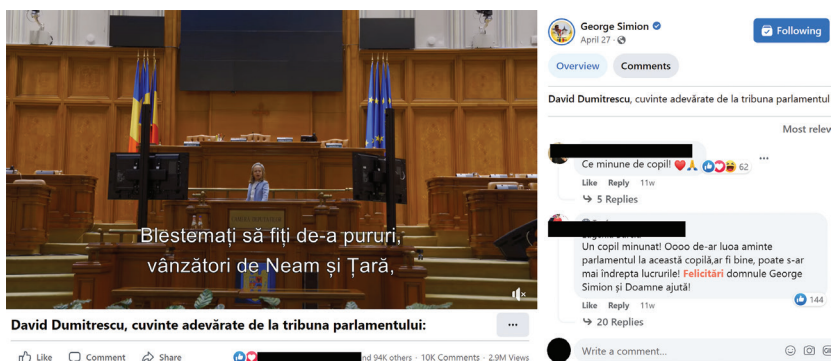 Blestemați să fiți de-a pururi,
vânzători de Neam și Țară,
David Dumitrescu, cuvinte adevărate de la tribuna parlamentului:
Like Comment Share
nd 94K others · 10K Comments · 2.9M Views
George Simion
April 27
Following
Overview Comments
David Dumitrescu, cuvinte adevărate de la tribuna parlamentul
Most relev
Ce minune de copil! ❤️🙏
62
Like Reply 11w
5 Replies
Un copil minunat! Oooo de-ar luoa aminte
parlamentul la această copilă,ar fi bine, poate s-ar
mai îndrepta lucrurile! Felicitări domnule George
Simion și Doamne ajută!
144
Like Reply 11w
20 Replies
Write a comment...